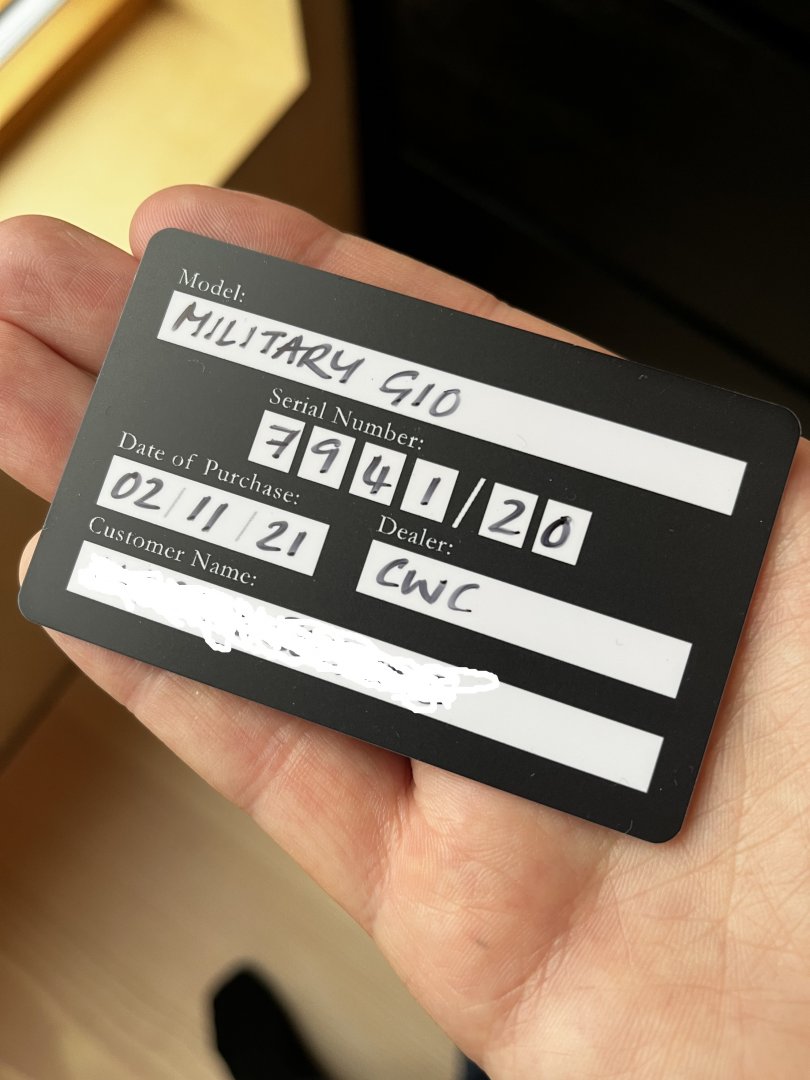 Model:
MILITARY G10
Serial Number:
7941/20
Date of Purchase:
02/11/21
Dealer:
CWC
Customer Name: